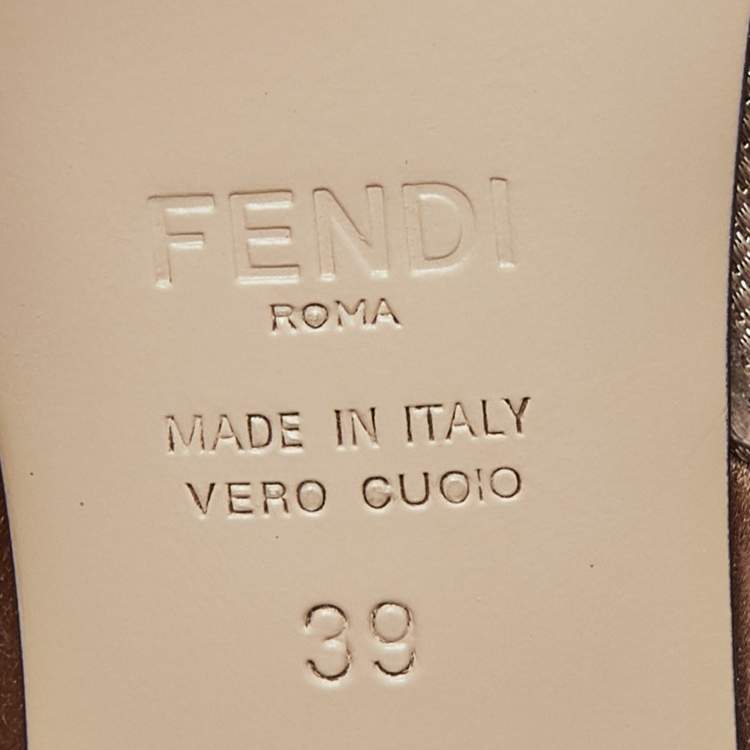 FENDI
ROMA
MADE IN ITALY
VERO CUOIO
39